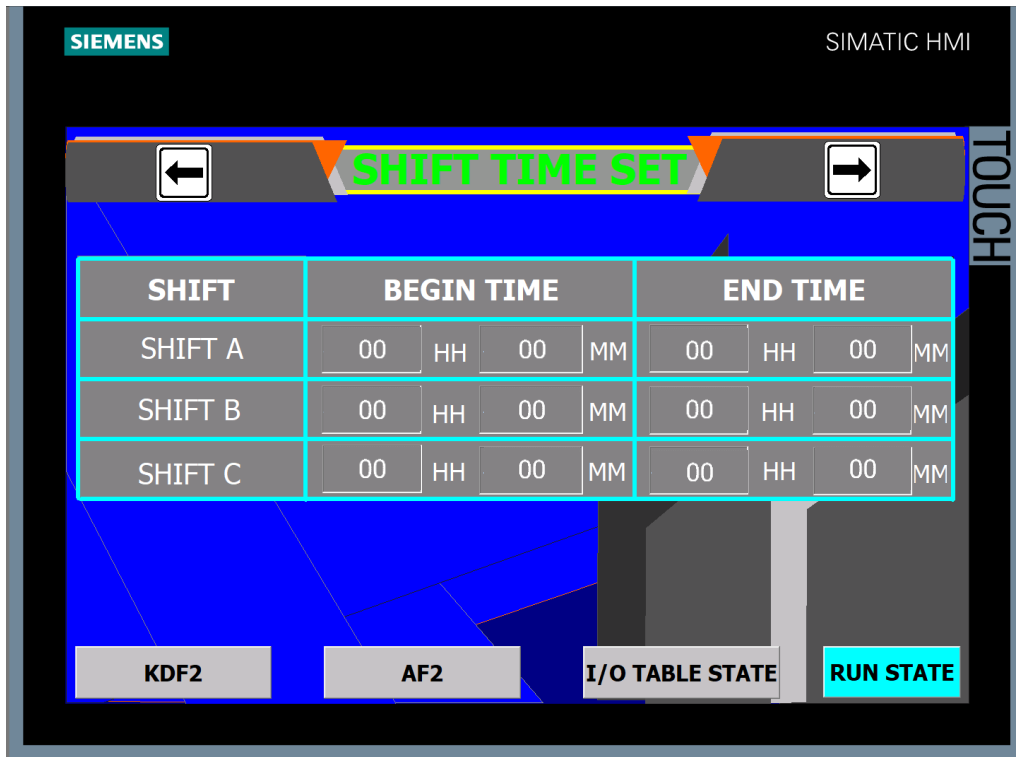 SIEMENS
SIMATIC HMI
TOUCH
SHIFT TIME SET
SHIFT BEGIN TIME END TIME
SHIFT A 00 HH 00 MM 00 HH 00 MM
SHIFT B 00 HH 00 MM 00 HH 00 MM
SHIFT C 00 HH 00 MM 00 HH 00 MM
KDF2 AF2 I/O TABLE STATE RUN STATE